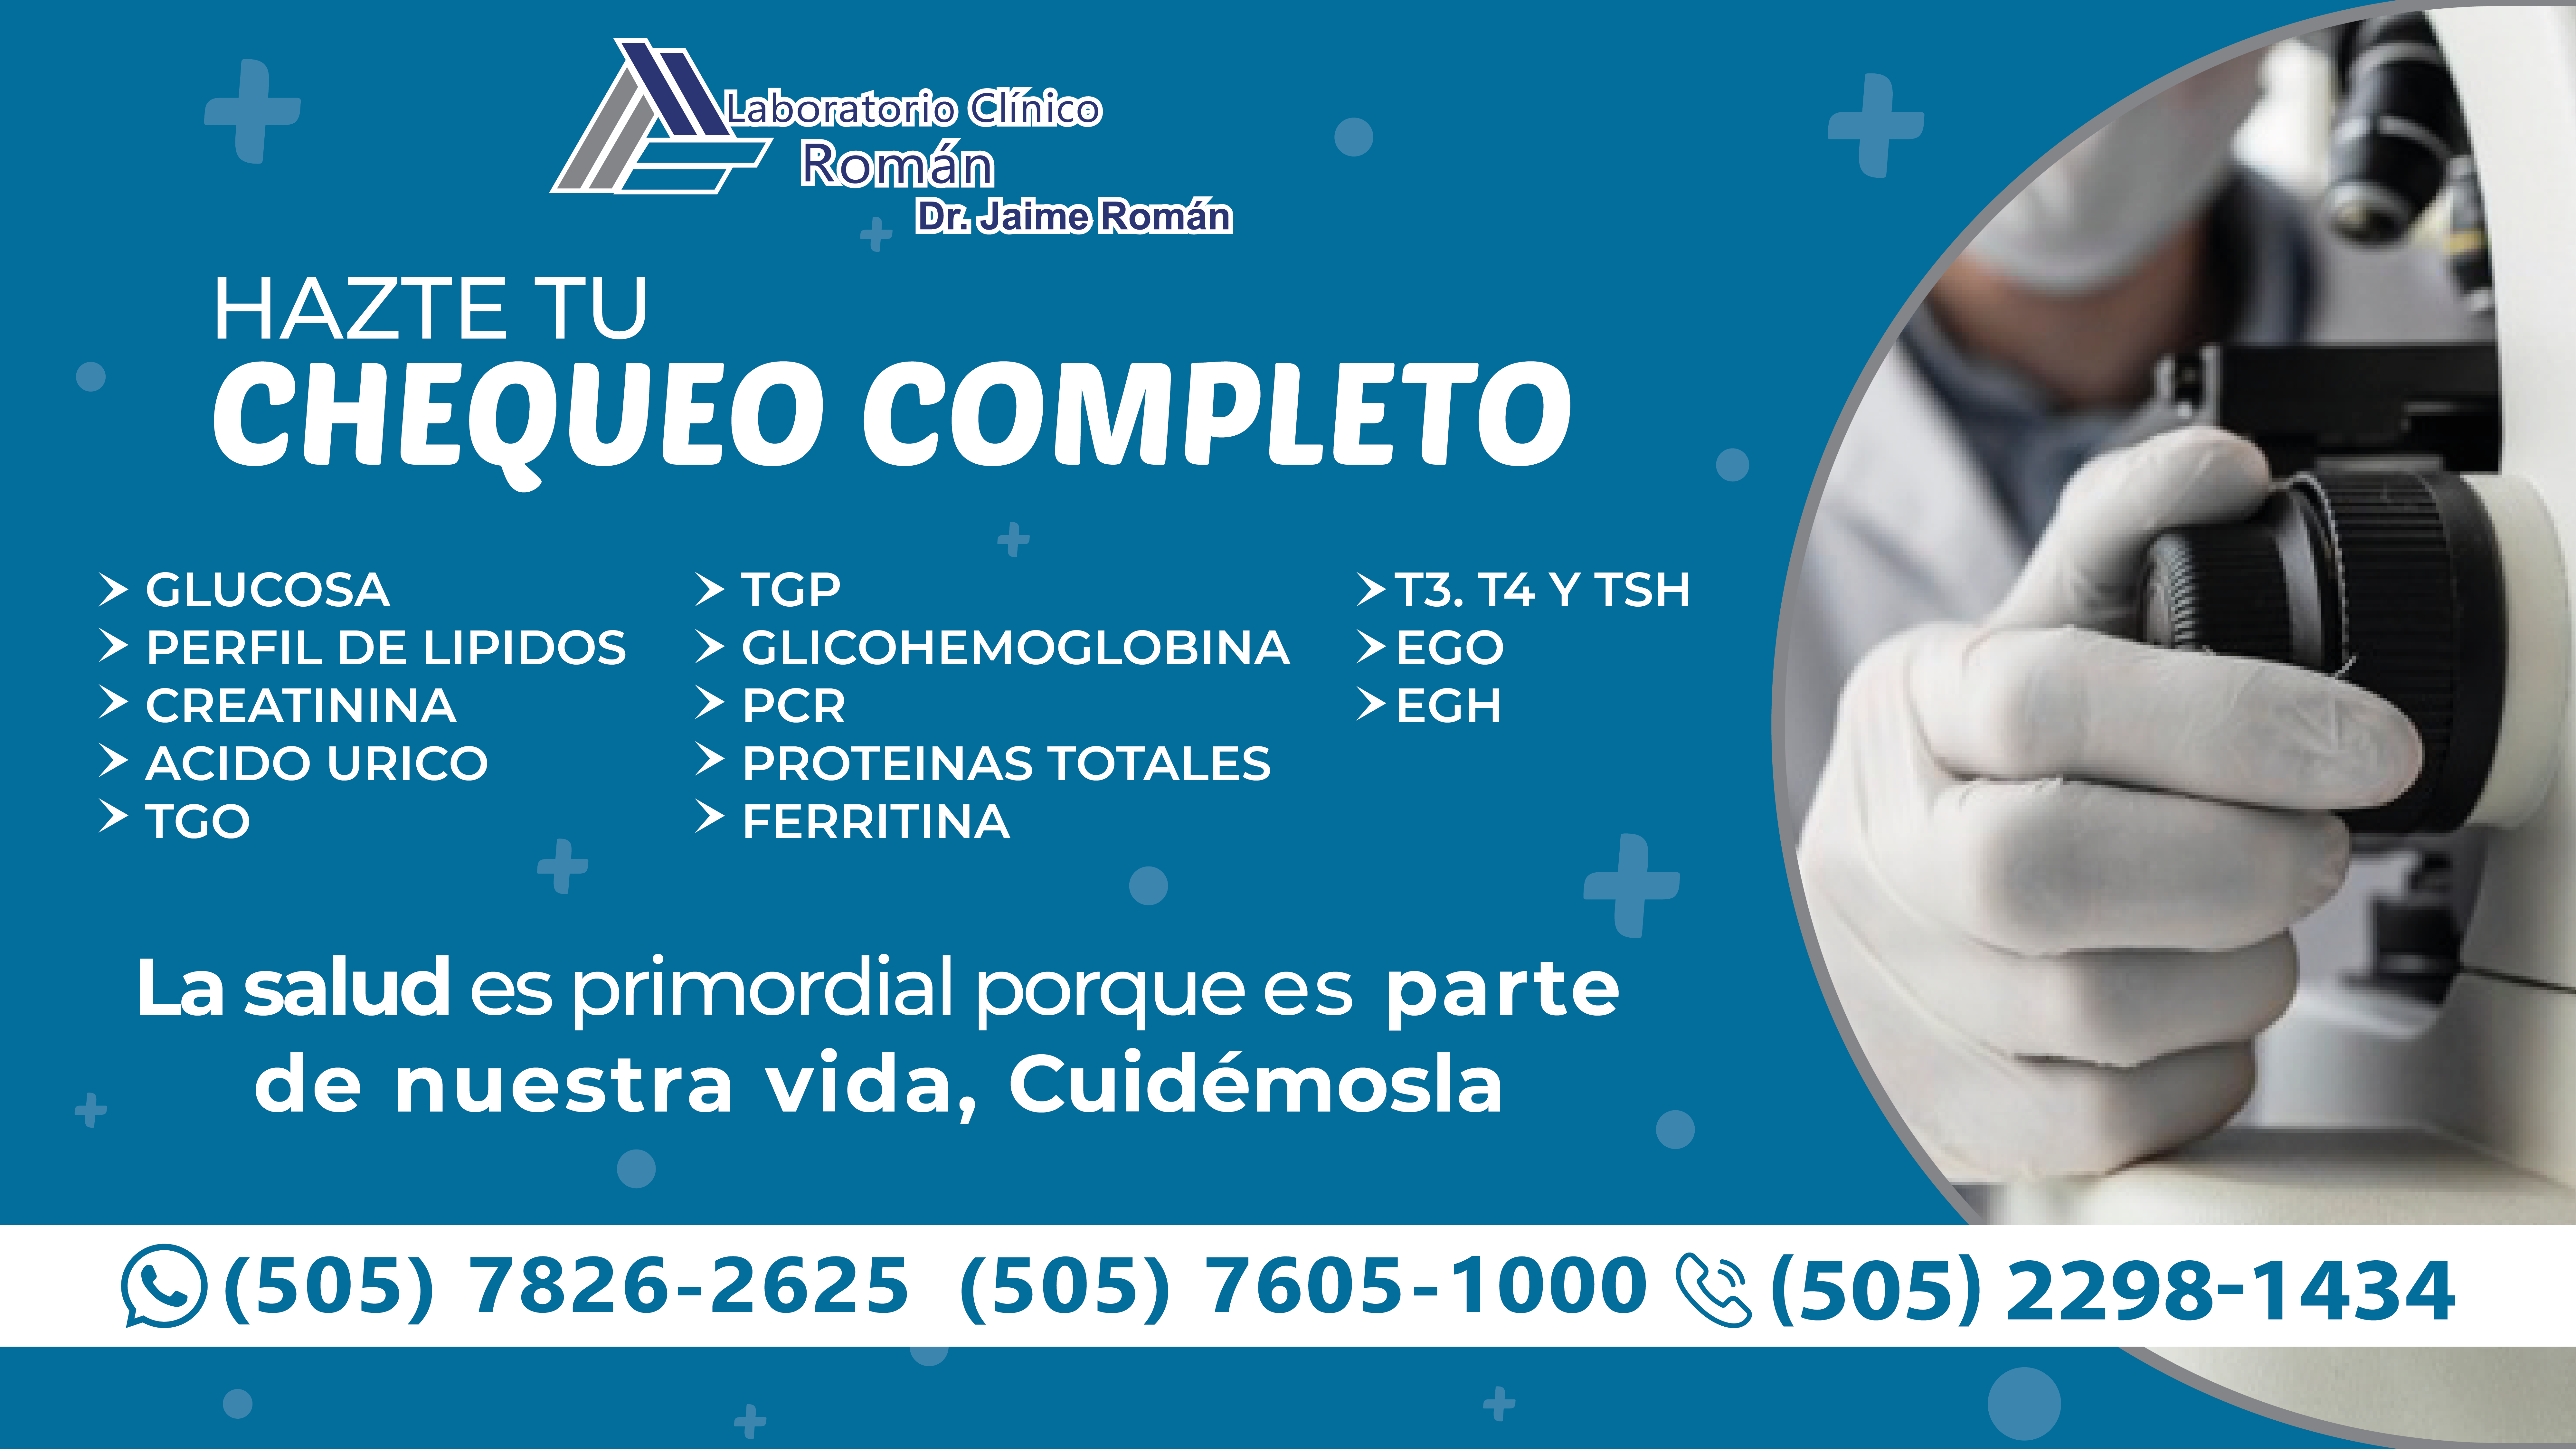 Laboratorio Clínico
Román
Dr. Jaime Román
HAZTE TU
CHEQUEO COMPLETO
GLUCOSA
PERFIL DE LIPIDOS
CREATININA
ACIDO URICO
TGO
TGP
GLICOHEMOGLOBINA
PCR
PROTEINAS TOTALES
FERRITINA
T3. T4 Y TSH
EGO
EGH
La salud es primordial porque es parte
de nuestra vida, Cuidémosla
(505) 7826-2625 (505) 7605-1000 (505) 2298-1434